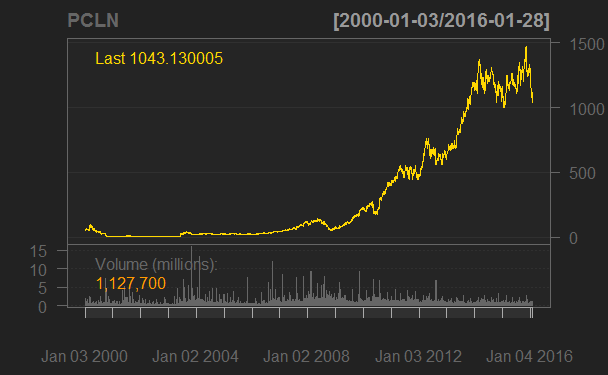 PCLN [2000-01-03/2016-01-28]
Last 1043.130005
1500
1000
500
0
Volume (millions):
1,127,700
15
10
5
0
Jan 03 2000 Jan 02 2004 Jan 02 2008 Jan 03 2012 Jan 04 2016